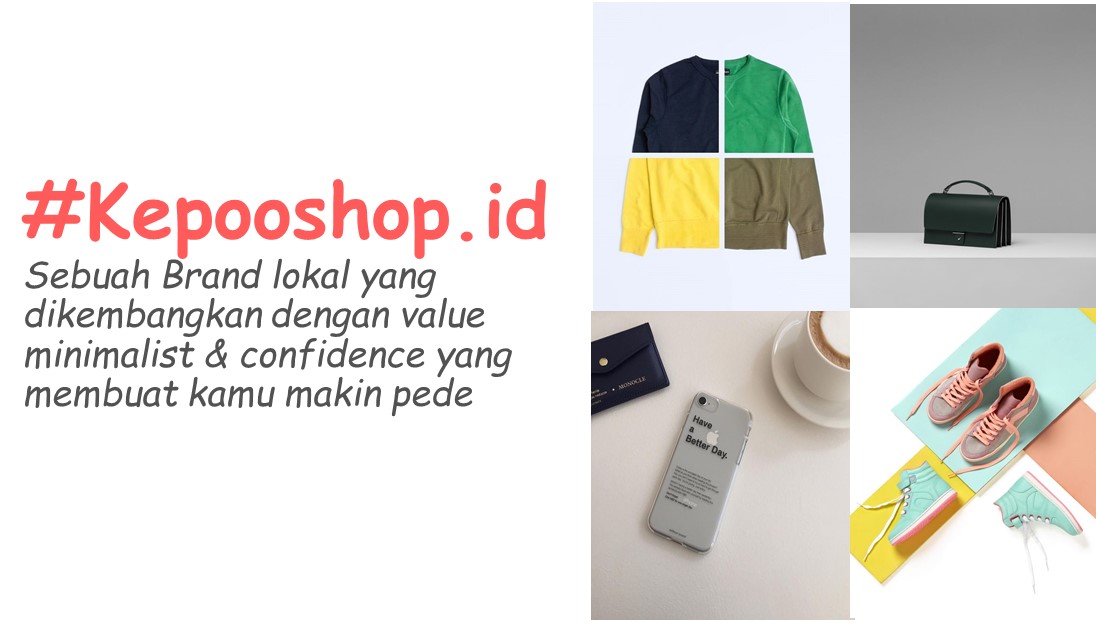 #Kepooshop.id
Sebuah Brand lokal yang
dikembangkan dengan value
minimalist & confidence yang
membuat kamu makin pede
MONOCLE
Have
a
Better Day.